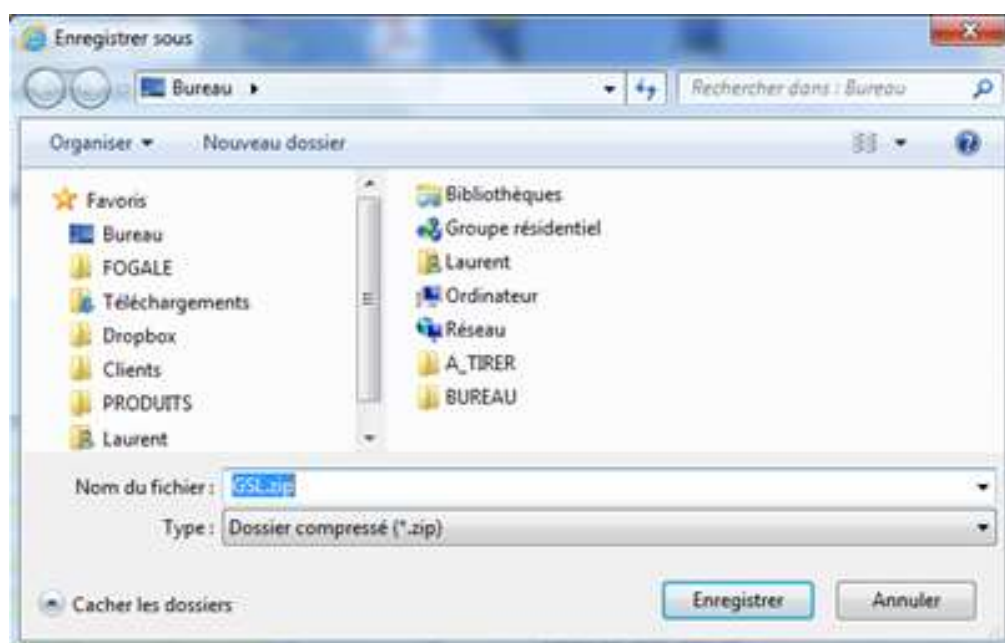 Enregistrer sous
Bureau
Rechercher dans : Bureau
Organiser
Nouveau dossier
Favoris
Bureau
FOGALE
Téléchargements
Dropbox
Clients
PRODUITS
Laurent
Bibliothèques
Groupe résidentiel
Laurent
Ordinateur
Réseau
A_TIRER
BUREAU
Nom du fichier : GSL.zip
Type : Dossier compressé (*.zip)
Cacher les dossiers
Enregistrer
Annuler